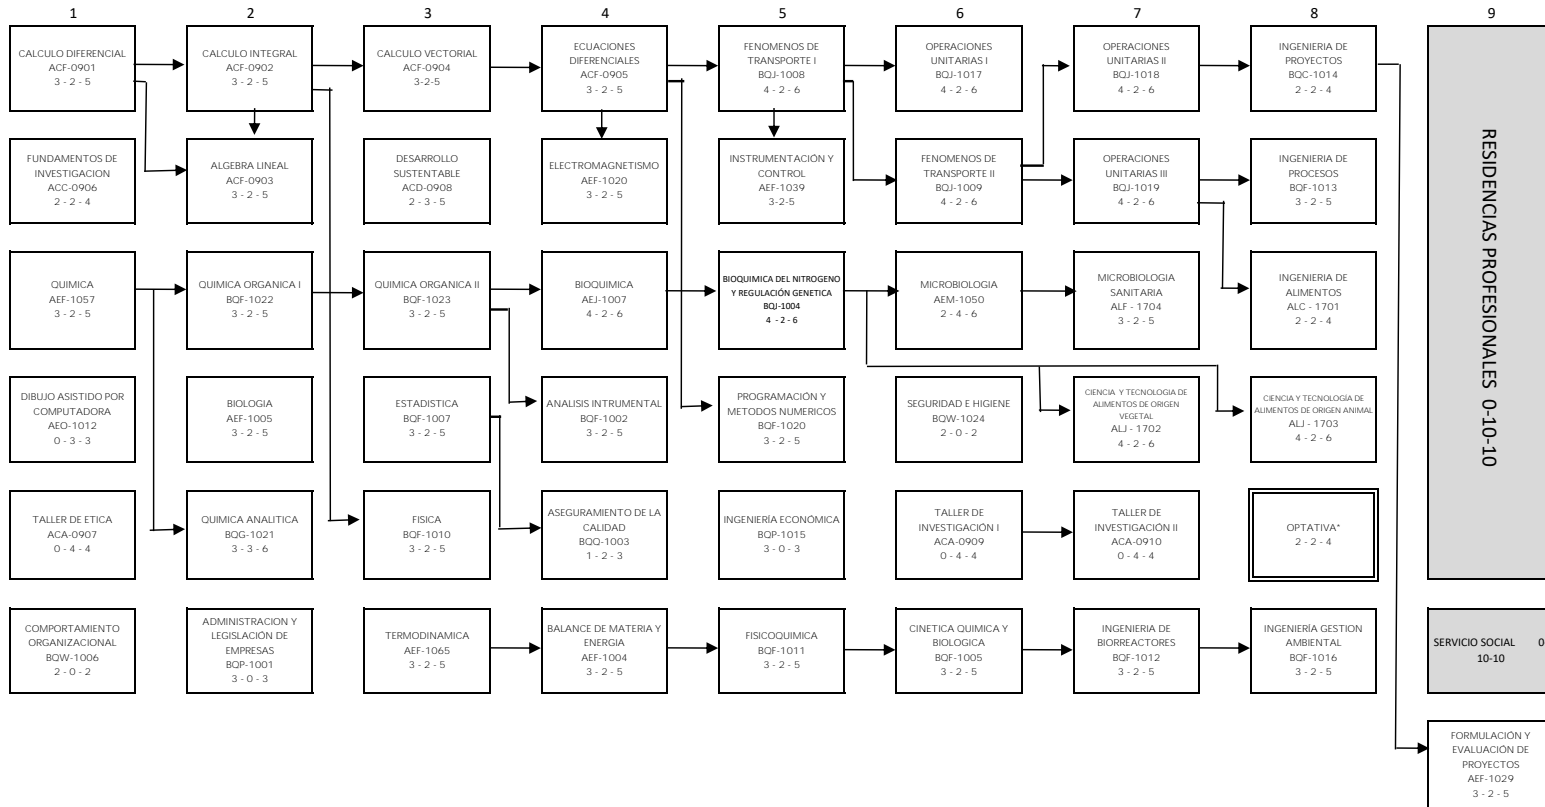 1
2
3
4
5
6
7
8
9
CALCULO DIFERENCIAL
ACF-0901
3 - 2 - 5
CALCULO INTEGRAL
ACF-0902
3 - 2 - 5
CALCULO VECTORIAL
ACF-0904
3-2-5
ECUACIONES
DIFERENCIALES
ACF-0905
3 - 2 - 5
FENOMENOS DE
TRANSPORTE I
BQJ-1008
4 - 2 - 6
OPERACIONES
UNITARIAS I
BQJ-1017
4 - 2 - 6
OPERACIONES
UNITARIAS II
BQJ-1018
4 - 2 - 6
INGENIERIA DE
PROYECTOS
BQC-1014
2 - 2 - 4
RESIDENCIAS PROFESIONALES 0-10-10
FUNDAMENTOS DE
INVESTIGACION
ACC-0906
2 - 2 - 4
ALGEBRA LINEAL
ACF-0903
3 - 2 - 5
DESARROLLO
SUSTENTABLE
ACD-0908
2 - 3 - 5
ELECTROMAGNETISMO
AEF-1020
3 - 2 - 5
INSTRUMENTACIÓN Y
CONTROL
AEF-1039
3-2-5
FENOMENOS DE
TRANSPORTE II
BQJ-1009
4 - 2 - 6
OPERACIONES
UNITARIAS III
BQJ-1019
4 - 2 - 6
INGENIERIA DE
PROCESOS
BQF-1013
3 - 2 - 5
QUIMICA
AEF-1057
3 - 2 - 5
QUIMICA ORGANICA I
BQF-1022
3 - 2 - 5
QUIMICA ORGANICA II
BQF-1023
3 - 2 - 5
BIOQUIMICA
AEJ-1007
4 - 2 - 6
BIOQUIMICA DEL NITROGENO
Y REGULACIÓN GENETICA
BQJ-1004
4 - 2 - 6
MICROBIOLOGIA
AEM-1050
2 - 4 - 6
MICROBIOLOGIA
SANITARIA
ALF - 1704
3 - 2 - 5
INGENIERIA DE
ALIMENTOS
ALC - 1701
2 - 2 - 4
DIBUJO ASISTIDO POR
COMPUTADORA
AEO-1012
0 - 3 - 3
BIOLOGIA
AEF-1005
3 - 2 - 5
ESTADISTICA
BQF-1007
3 - 2 - 5
ANALISIS INTRUMENTAL
BQF-1002
3 - 2 - 5
PROGRAMACIÓN Y
METODOS NUMERICOS
BQF-1020
3 - 2 - 5
SEGURIDAD E HIGIENE
BQW-1024
2 - 0 - 2
CIENCIA Y TECNOLOGIA DE
ALIMENTOS DE ORIGEN
VEGETAL
ALJ - 1702
4 - 2 - 6
CIENCIA Y TECNOLOGÍA DE
ALIMENTOS DE ORIGEN ANIMAL
ALJ - 1703
4 - 2 - 6
TALLER DE ETICA
ACA-0907
0 - 4 - 4
QUIMICA ANALITICA
BQG-1021
3 - 3 - 6
FISICA
BQF-1010
3 - 2 - 5
ASEGURAMIENTO DE LA
CALIDAD
BQQ-1003
1 - 2 - 3
INGENIERÍA ECONÓMICA
BQP-1015
3 - 0 - 3
TALLER DE
INVESTIGACIÓN I
ACA-0909
0 - 4 - 4
TALLER DE
INVESTIGACIÓN II
ACA-0910
0 - 4 - 4
OPTATIVA*
2 - 2 - 4
COMPORTAMIENTO
ORGANIZACIONAL
BQW-1006
2 - 0 - 2
ADMINISTRACION Y
LEGISLACIÓN DE
EMPRESAS
BQP-1001
3 - 0 - 3
TERMODINAMICA
AEF-1065
3 - 2 - 5
BALANCE DE MATERIA Y
ENERGIA
AEF-1004
3 - 2 - 5
FISICOQUIMICA
BQF-1011
3 - 2 - 5
CINETICA QUIMICA Y
BIOLOGICA
BQF-1005
3 - 2 - 5
INGENIERIA DE
BIORREACTORES
BQF-1012
3 - 2 - 5
INGENIERÍA GESTION
AMBIENTAL
BQF-1016
3 - 2 - 5
SERVICIO SOCIAL 0
10-10
FORMULACIÓN Y
EVALUACIÓN DE
PROYECTOS
AEF-1029
3 - 2 - 5